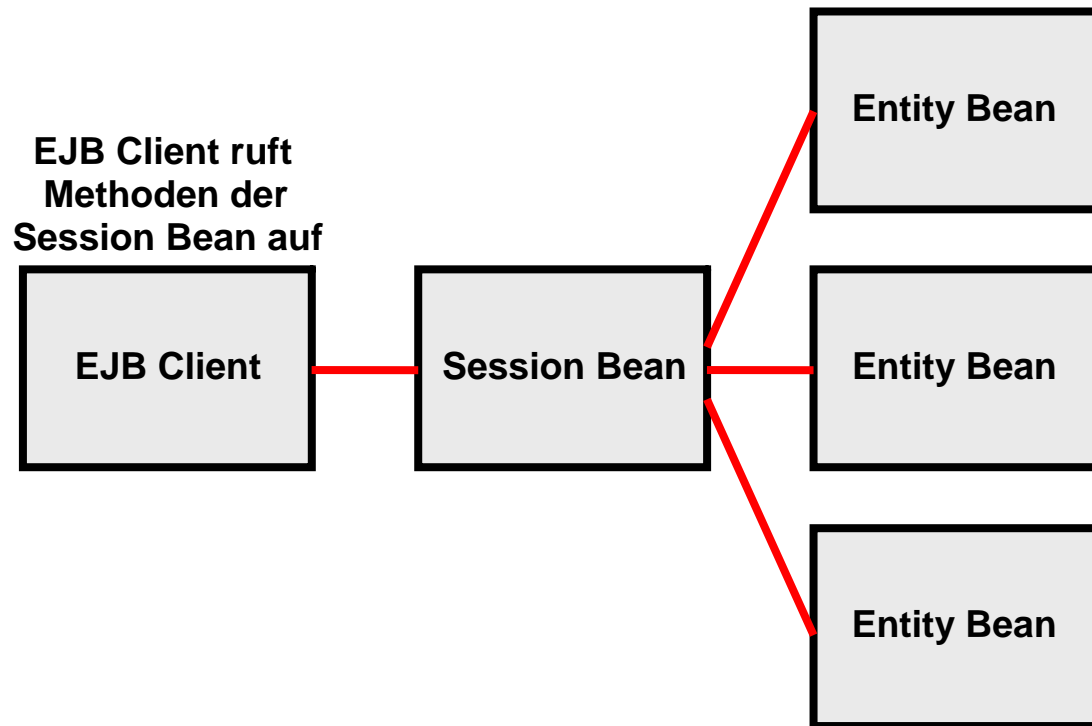 Entity Bean
EJB Client ruft
Methoden der
Session Bean auf
EJB Client
Session Bean
Entity Bean
Entity Bean